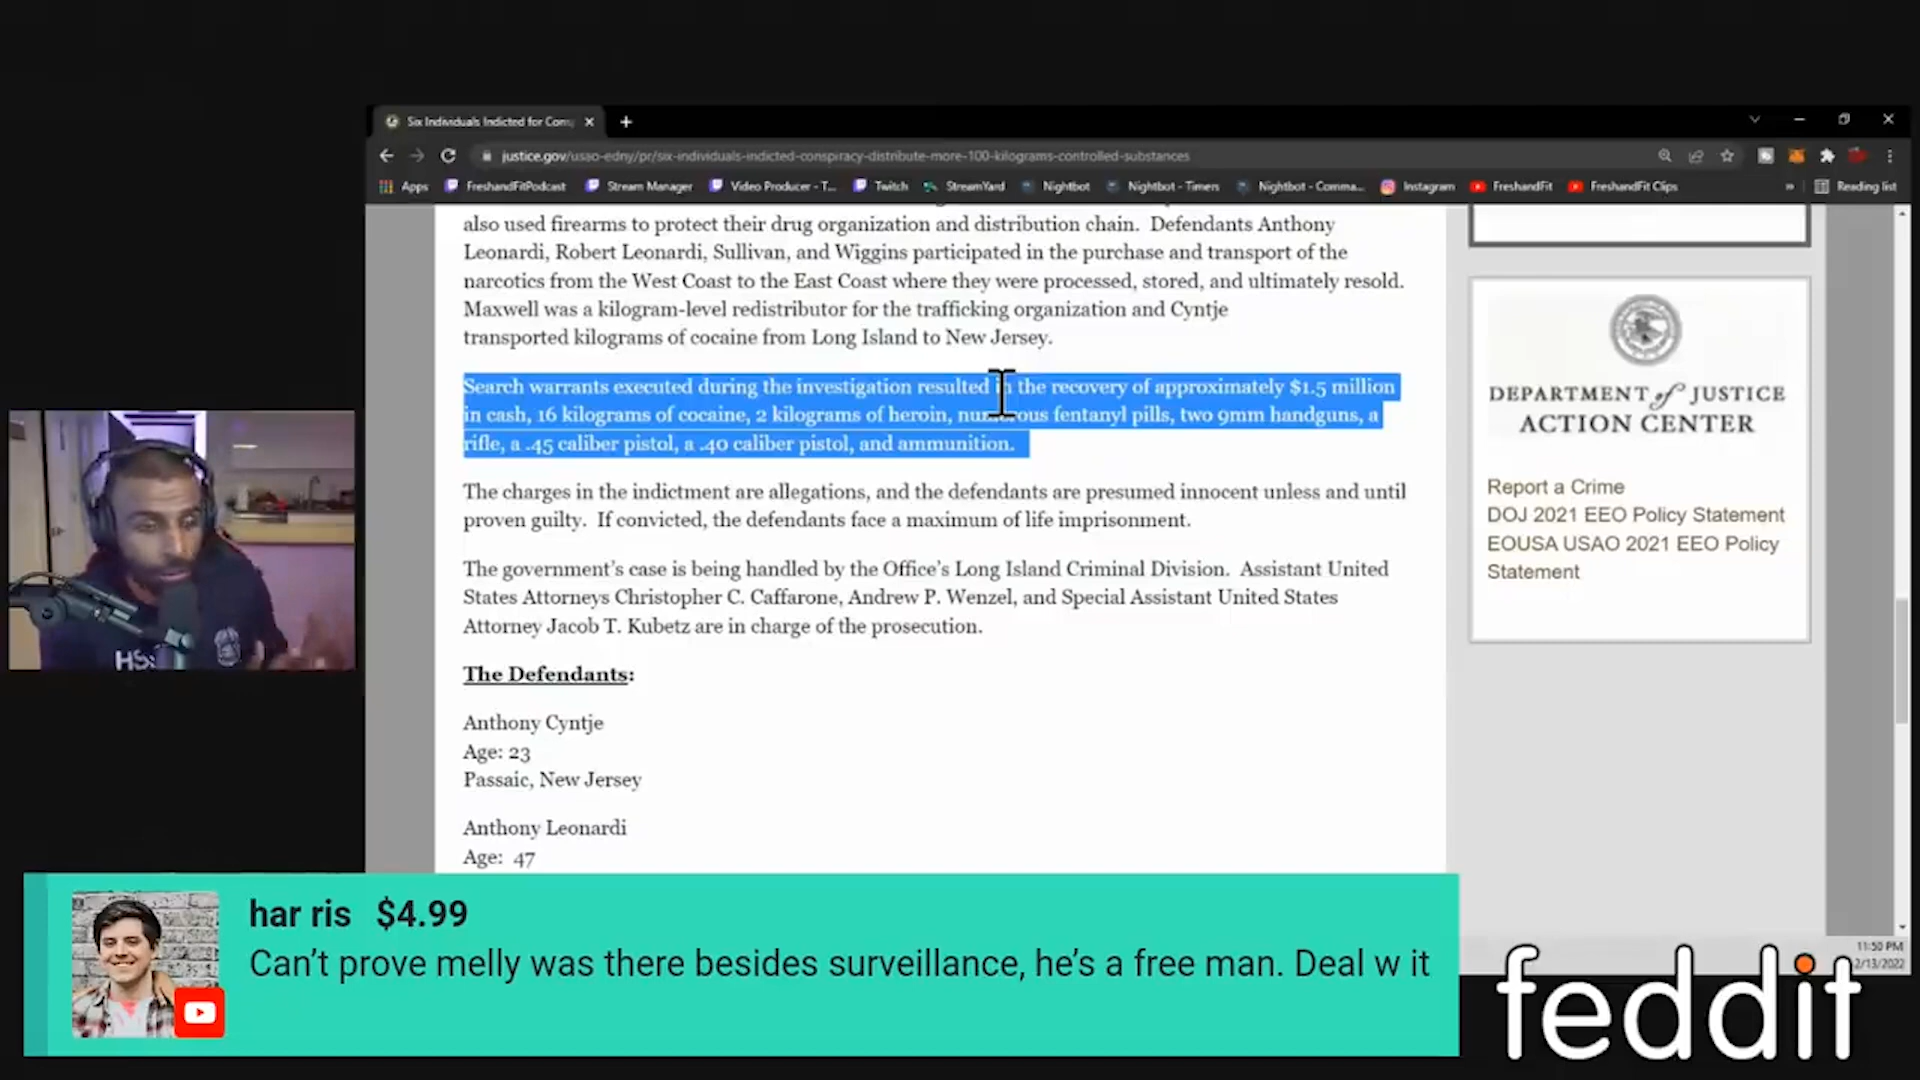 Six Individuals Indicted for Cons
justice.gov/usao-edny/pr/six-individuals-indicted-conspiracy-distribute-more-100-kilograms-controlled-substances
Apps FreshandFitPodcast Stream Manager Video Producer - T... Twitch StreamYard Nightbot Nightbot - Timers Nightbot - Comma... Instagram FreshandFit FreshandFit Clips » Reading list
also used firearms to protect their drug organization and distribution chain. Defendants Anthony
Leonardi, Robert Leonardi, Sullivan, and Wiggins participated in the purchase and transport of the
narcotics from the West Coast to the East Coast where they were processed, stored, and ultimately resold.
Maxwell was a kilogram-level redistributor for the trafficking organization and Cyntje
transported kilograms of cocaine from Long Island to New Jersey.
Search warrants executed during the investigation resulted in the recovery of approximately $1.5 million
in cash, 16 kilograms of cocaine, 2 kilograms of heroin, numerous fentanyl pills, two 9mm handguns, a
rifle, a .45 caliber pistol, a .40 caliber pistol, and ammunition.
The charges in the indictment are allegations, and the defendants are presumed innocent unless and until
proven guilty. If convicted, the defendants face a maximum of life imprisonment.
The government's case is being handled by the Office's Long Island Criminal Division. Assistant United
States Attorneys Christopher C. Caffarone, Andrew P. Wenzel, and Special Assistant United States
Attorney Jacob T. Kubetz are in charge of the prosecution.
The Defendants:
Anthony Cyntje
Age: 23
Passaic, New Jersey
Anthony Leonardi
Age: 47
DEPARTMENT of JUSTICE
ACTION CENTER
Report a Crime
DOJ 2021 EEO Policy Statement
EOUSA USAO 2021 EEO Policy
Statement
HS
har ris $4.99
Can't prove melly was there besides surveillance, he's a free man. Deal w it
11:50 PM
2/13/2022
feddit